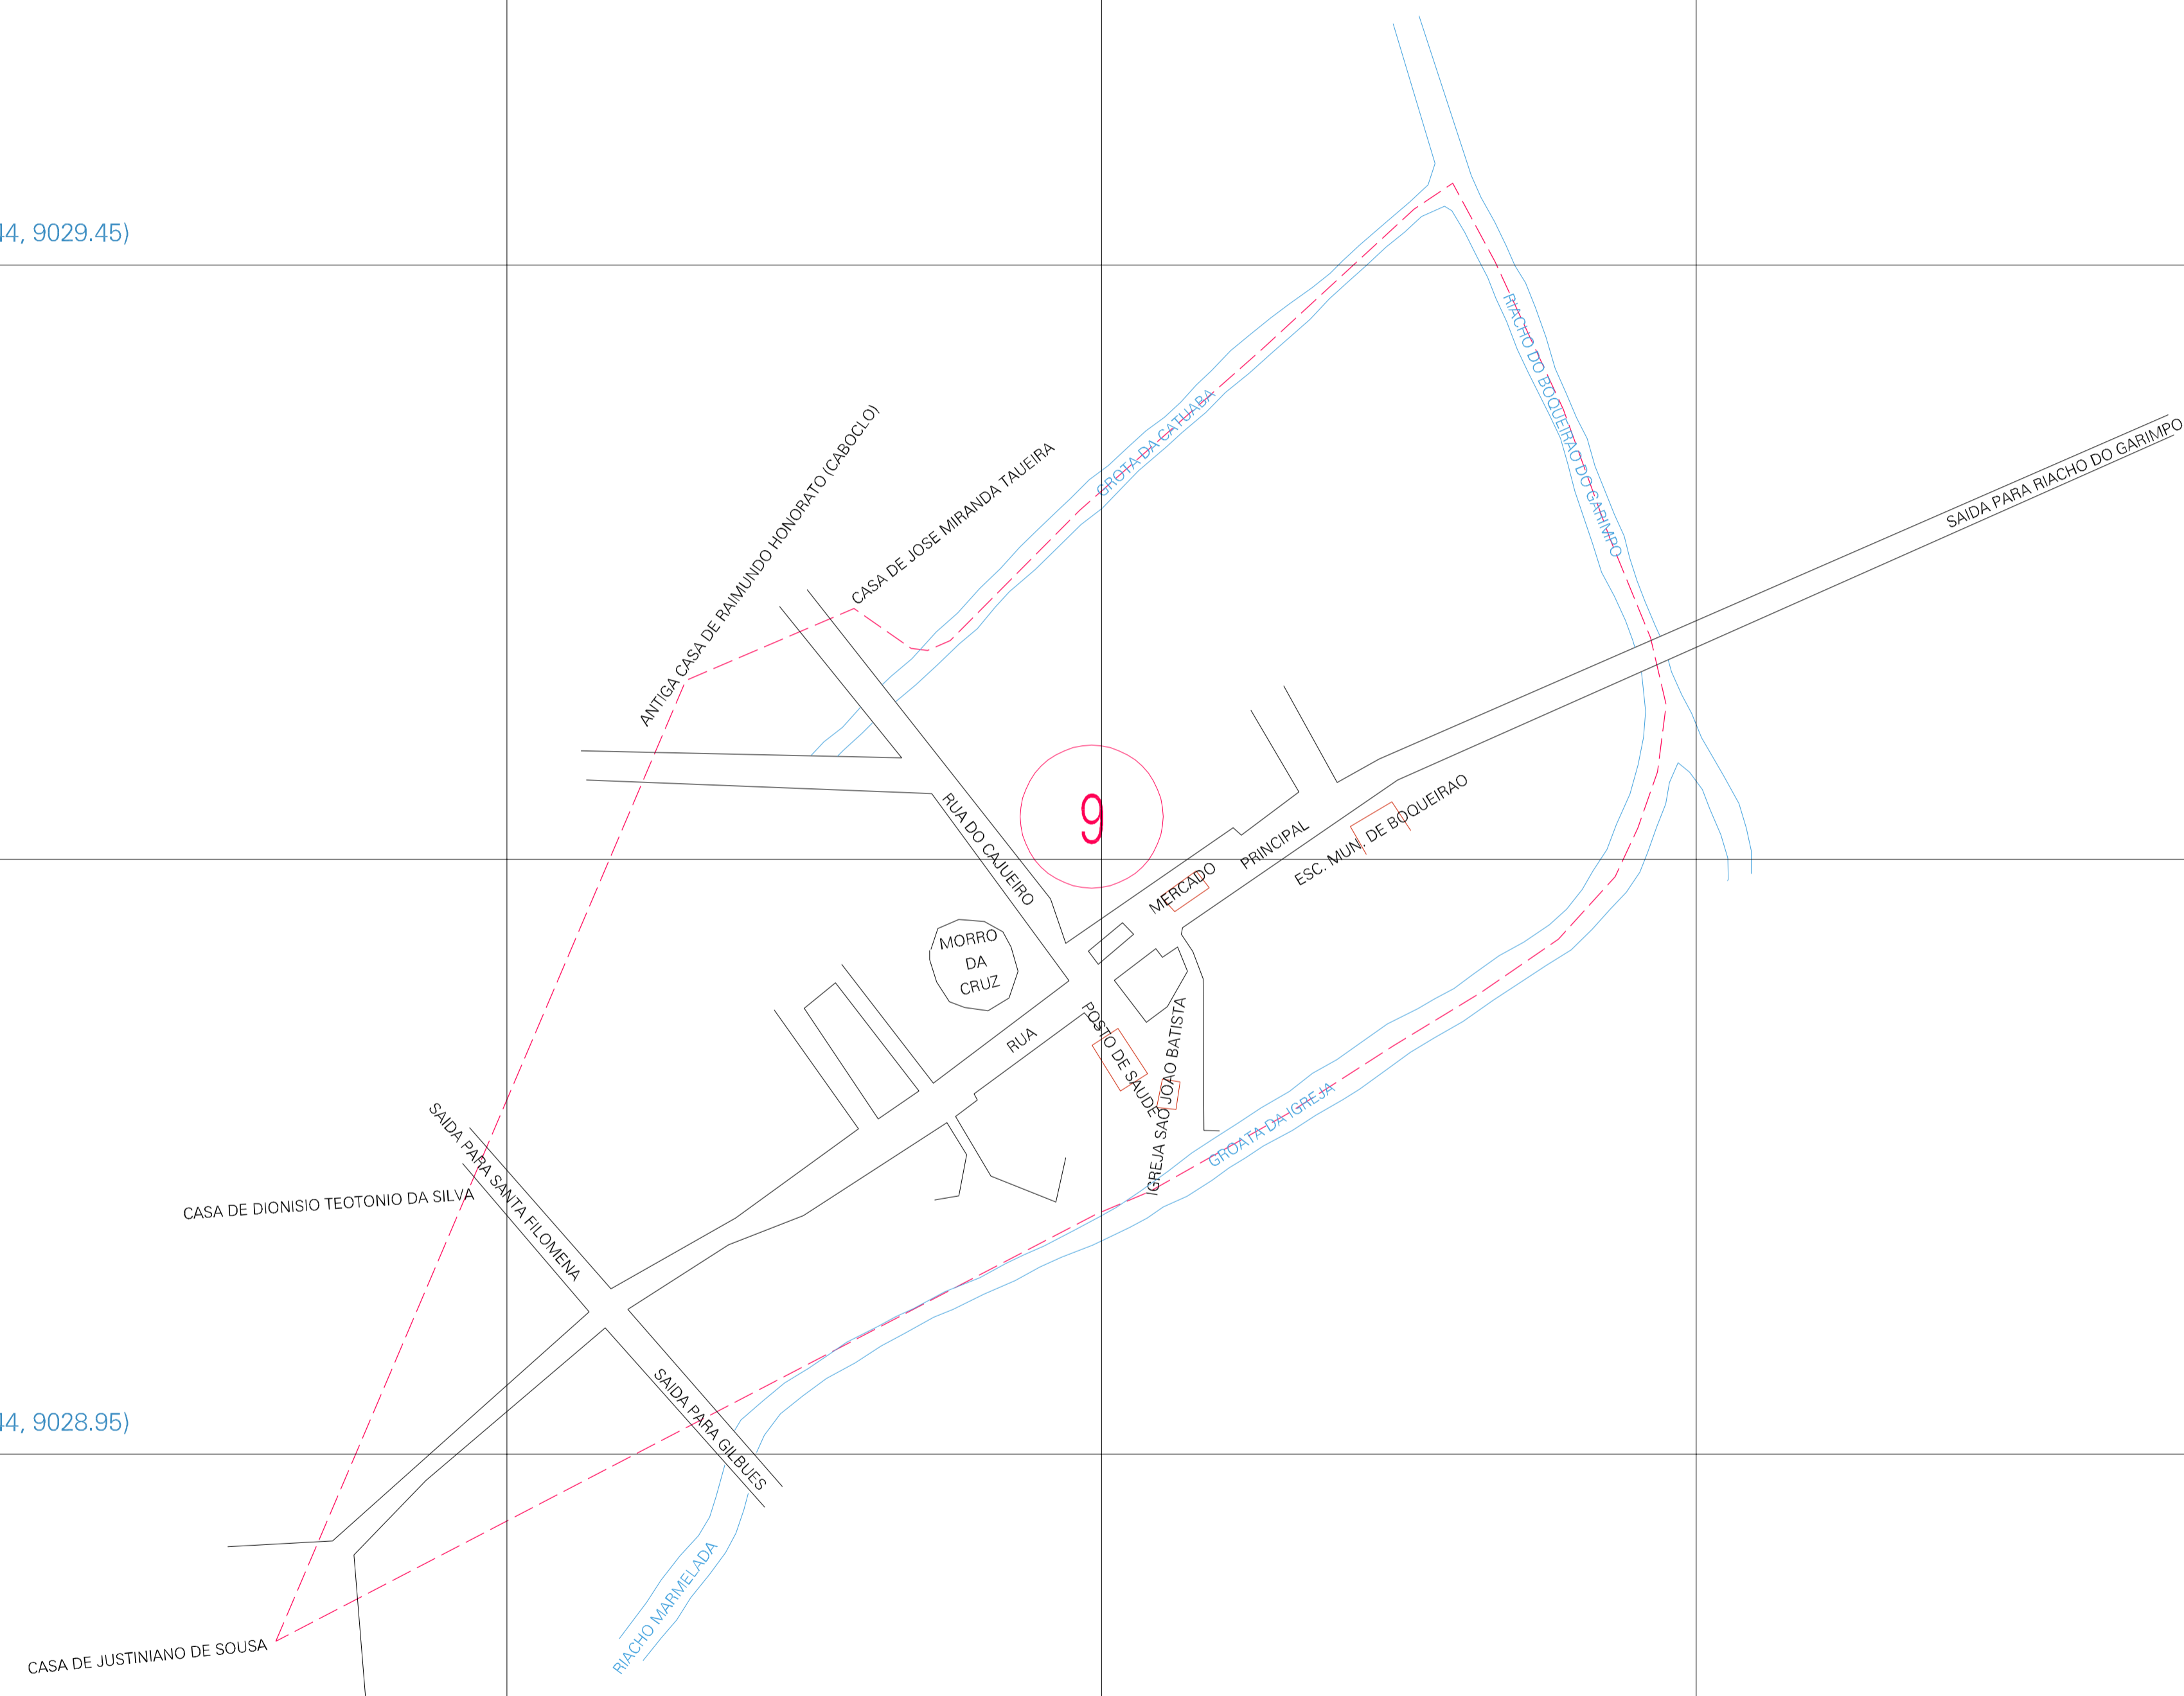 44, 9029.45)
RIACHO DO BOQUEIRAO DO GARIMPO
GROTA DA CATUABA
SAIDA PARA RIACHO DO GARIMPO
ANTIGA CASA DE RAIMUNDO HONORATO (CABOCLO)
CASA DE JOSE MIRANDA TAUEIRA
RUA DO CAJUEIRO
9
PRINCIPAL
ESC. MUN. DE BOQUEIRAO
MERCADO
MORRO
DA
CRUZ
RUA
POSTO DE SAUDE
IGREJA SAO JOAO BATISTA
GROATA DA IGREJA
SAIDA PARA SANTA FILOMENA
CASA DE DIONISIO TEOTONIO DA SILVA
44, 9028.95)
SAIDA PARA GILBUES
RIACHO MARMELADA
CASA DE JUSTINIANO DE SOUSA